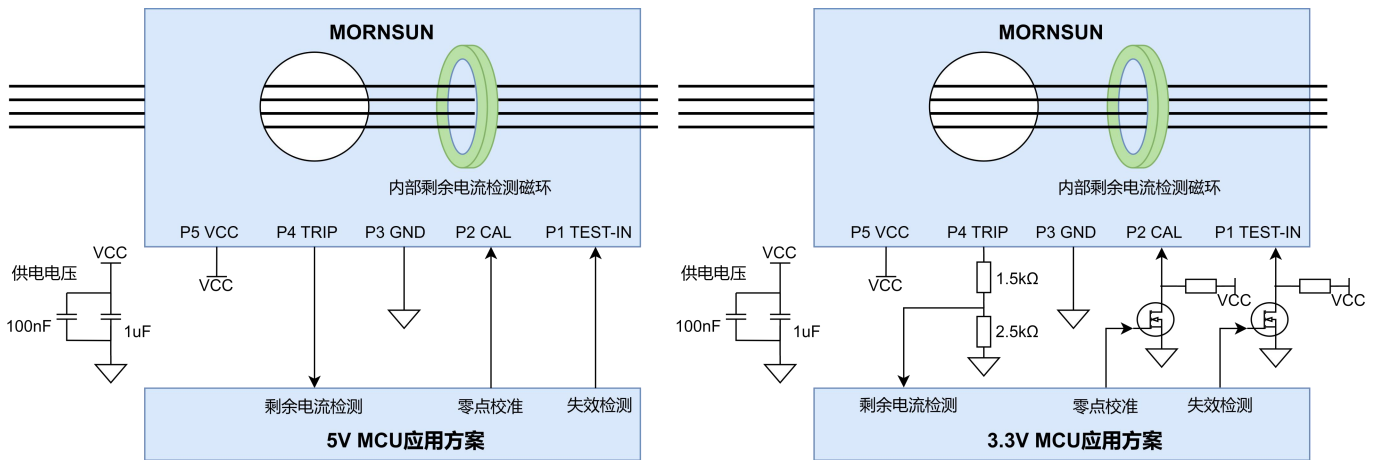 MORNSUN
内部剩余电流检测磁环
P5 VCC
P4 TRIP
P3 GND
P2 CAL
P1 TEST-IN
VCC
供电电压
VCC
100nF
1uF
剩余电流检测
零点校准
失效检测
5V MCU应用方案
MORNSUN
内部剩余电流检测磁环
P5 VCC
P4 TRIP
P3 GND
P2 CAL
P1 TEST-IN
VCC
供电电压
VCC
1.5kΩ
VCC
VCC
100nF
1uF
2.5kΩ
剩余电流检测
零点校准
失效检测
3.3V MCU应用方案